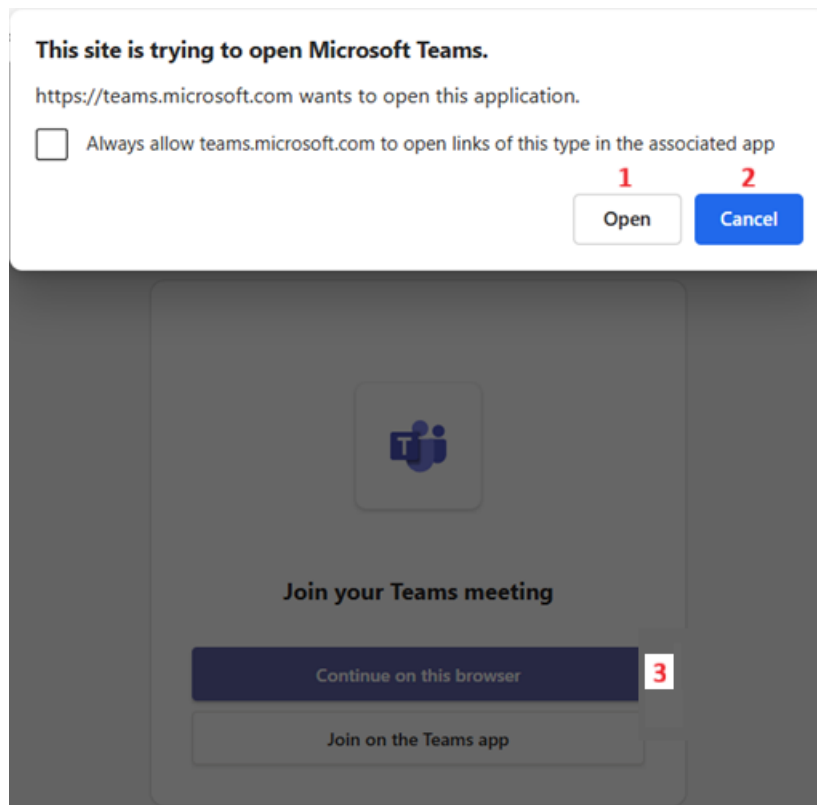 This site is trying to open Microsoft Teams.
https://teams.microsoft.com wants to open this application.
Always allow teams.microsoft.com to open links of this type in the associated app
1 2
Open Cancel
T
Join your Teams meeting
Continue on this browser 3
Join on the Teams app